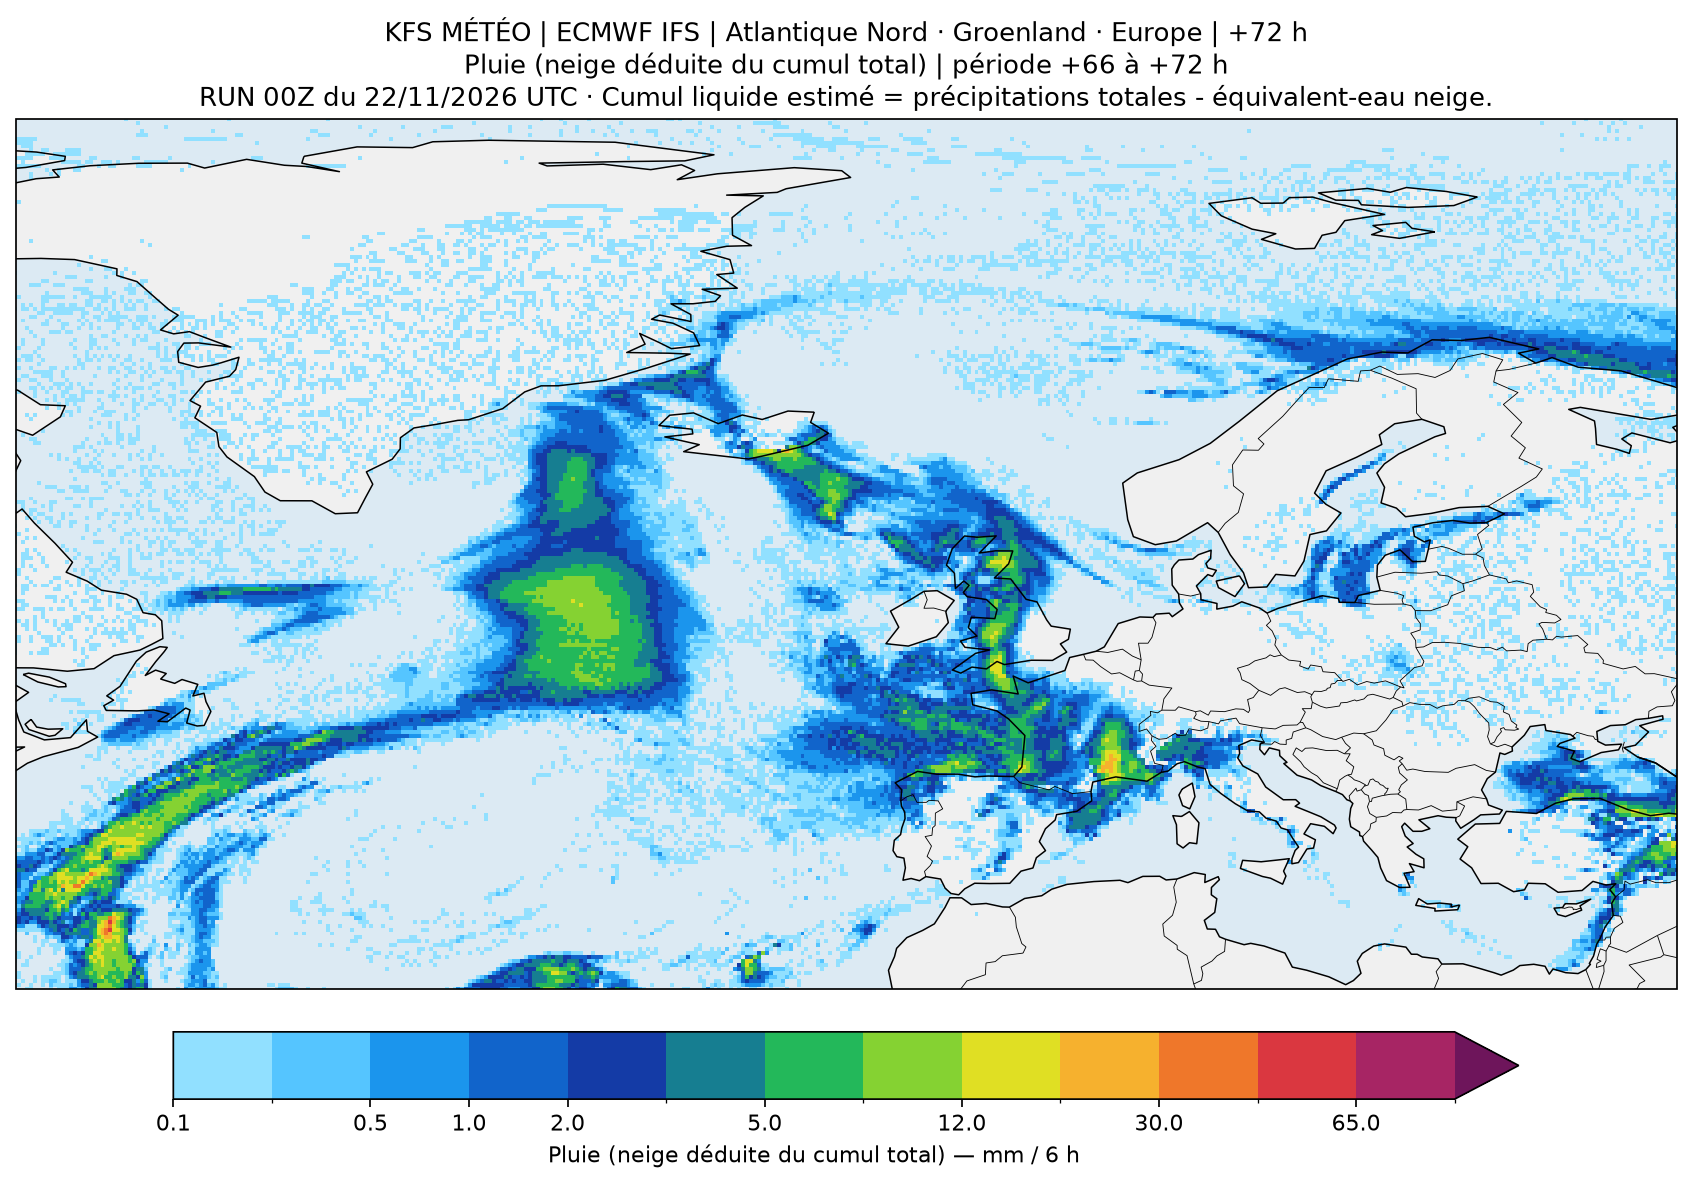 KFS MÉTÉO | ECMWF IFS | Atlantique Nord · Groenland · Europe | +72 h
Pluie (neige déduite du cumul total) | période +66 à +72 h
RUN 00Z du 22/11/2026 UTC · Cumul liquide estimé = précipitations totales - équivalent-eau neige.
0.1 0.5 1.0 2.0 5.0 12.0 30.0 65.0
Pluie (neige déduite du cumul total) — mm / 6 h